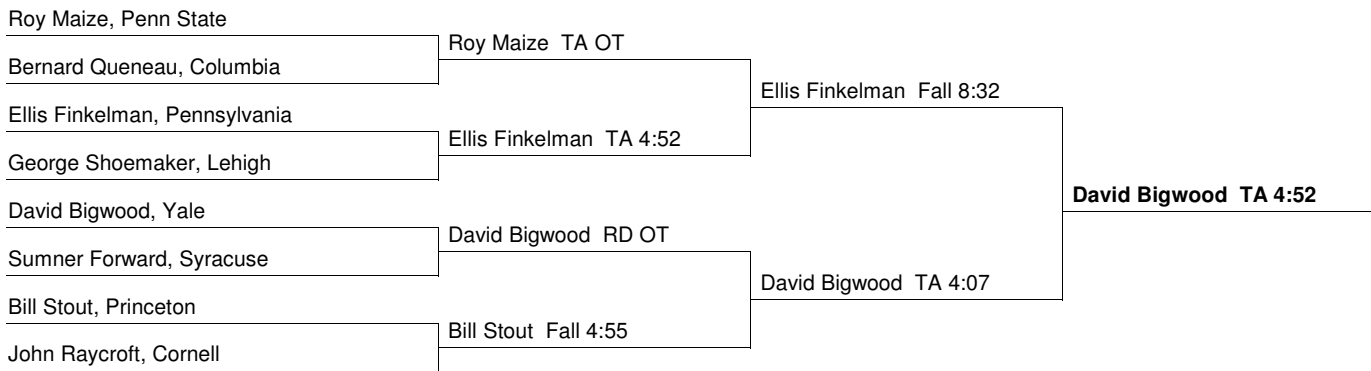 Roy Maize, Penn State
Roy Maize  TA OT
Bernard Queneau, Columbia
Ellis Finkelman  Fall 8:32
Ellis Finkelman, Pennsylvania
Ellis Finkelman  TA 4:52
George Shoemaker, Lehigh
David Bigwood  TA 4:52
David Bigwood, Yale
David Bigwood  RD OT
Sumner Forward, Syracuse
David Bigwood  TA 4:07
Bill Stout, Princeton
Bill Stout  Fall 4:55
John Raycroft, Cornell